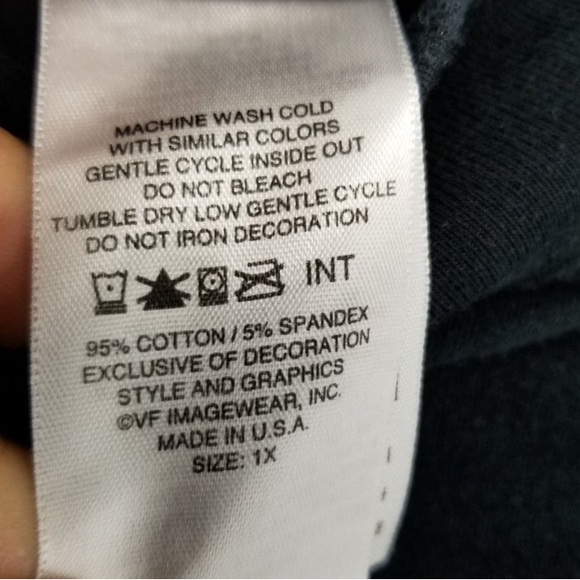 MACHINE WASH COLD
WITH SIMILAR COLORS
GENTLE CYCLE INSIDE OUT
DO NOT BLEACH
TUMBLE DRY LOW GENTLE CYCLE
DO NOT IRON DECORATION
INT
95% COTTON / 5% SPANDEX
EXCLUSIVE OF DECORATION
STYLE AND GRAPHICS
©VF IMAGEWEAR, INC.
MADE IN U.S.A.
SIZE: 1X